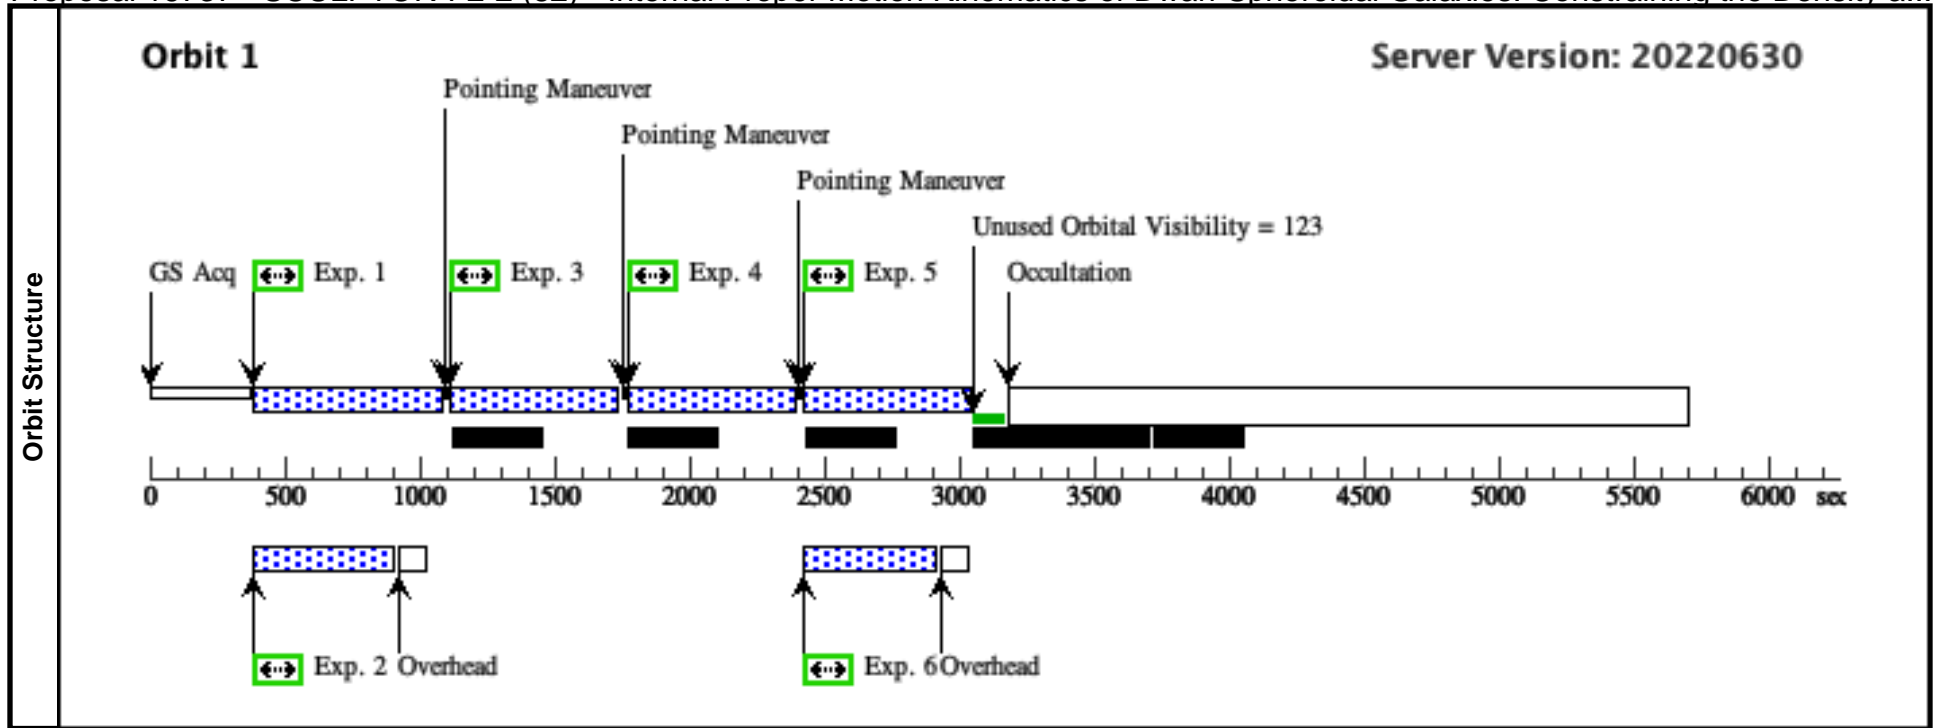 Orbit 1
Server Version: 20220630
Pointing Maneuver
Pointing Maneuver
Pointing Maneuver
Unused Orbital Visibility = 123
GS Acq
Exp. 1
Exp. 3
Exp. 4
Exp. 5
Occultation
Orbit Structure
0 500 1000 1500 2000 2500 3000 3500 4000 4500 5000 5500 6000 sec
Exp. 2 Overhead
Exp. 6 Overhead